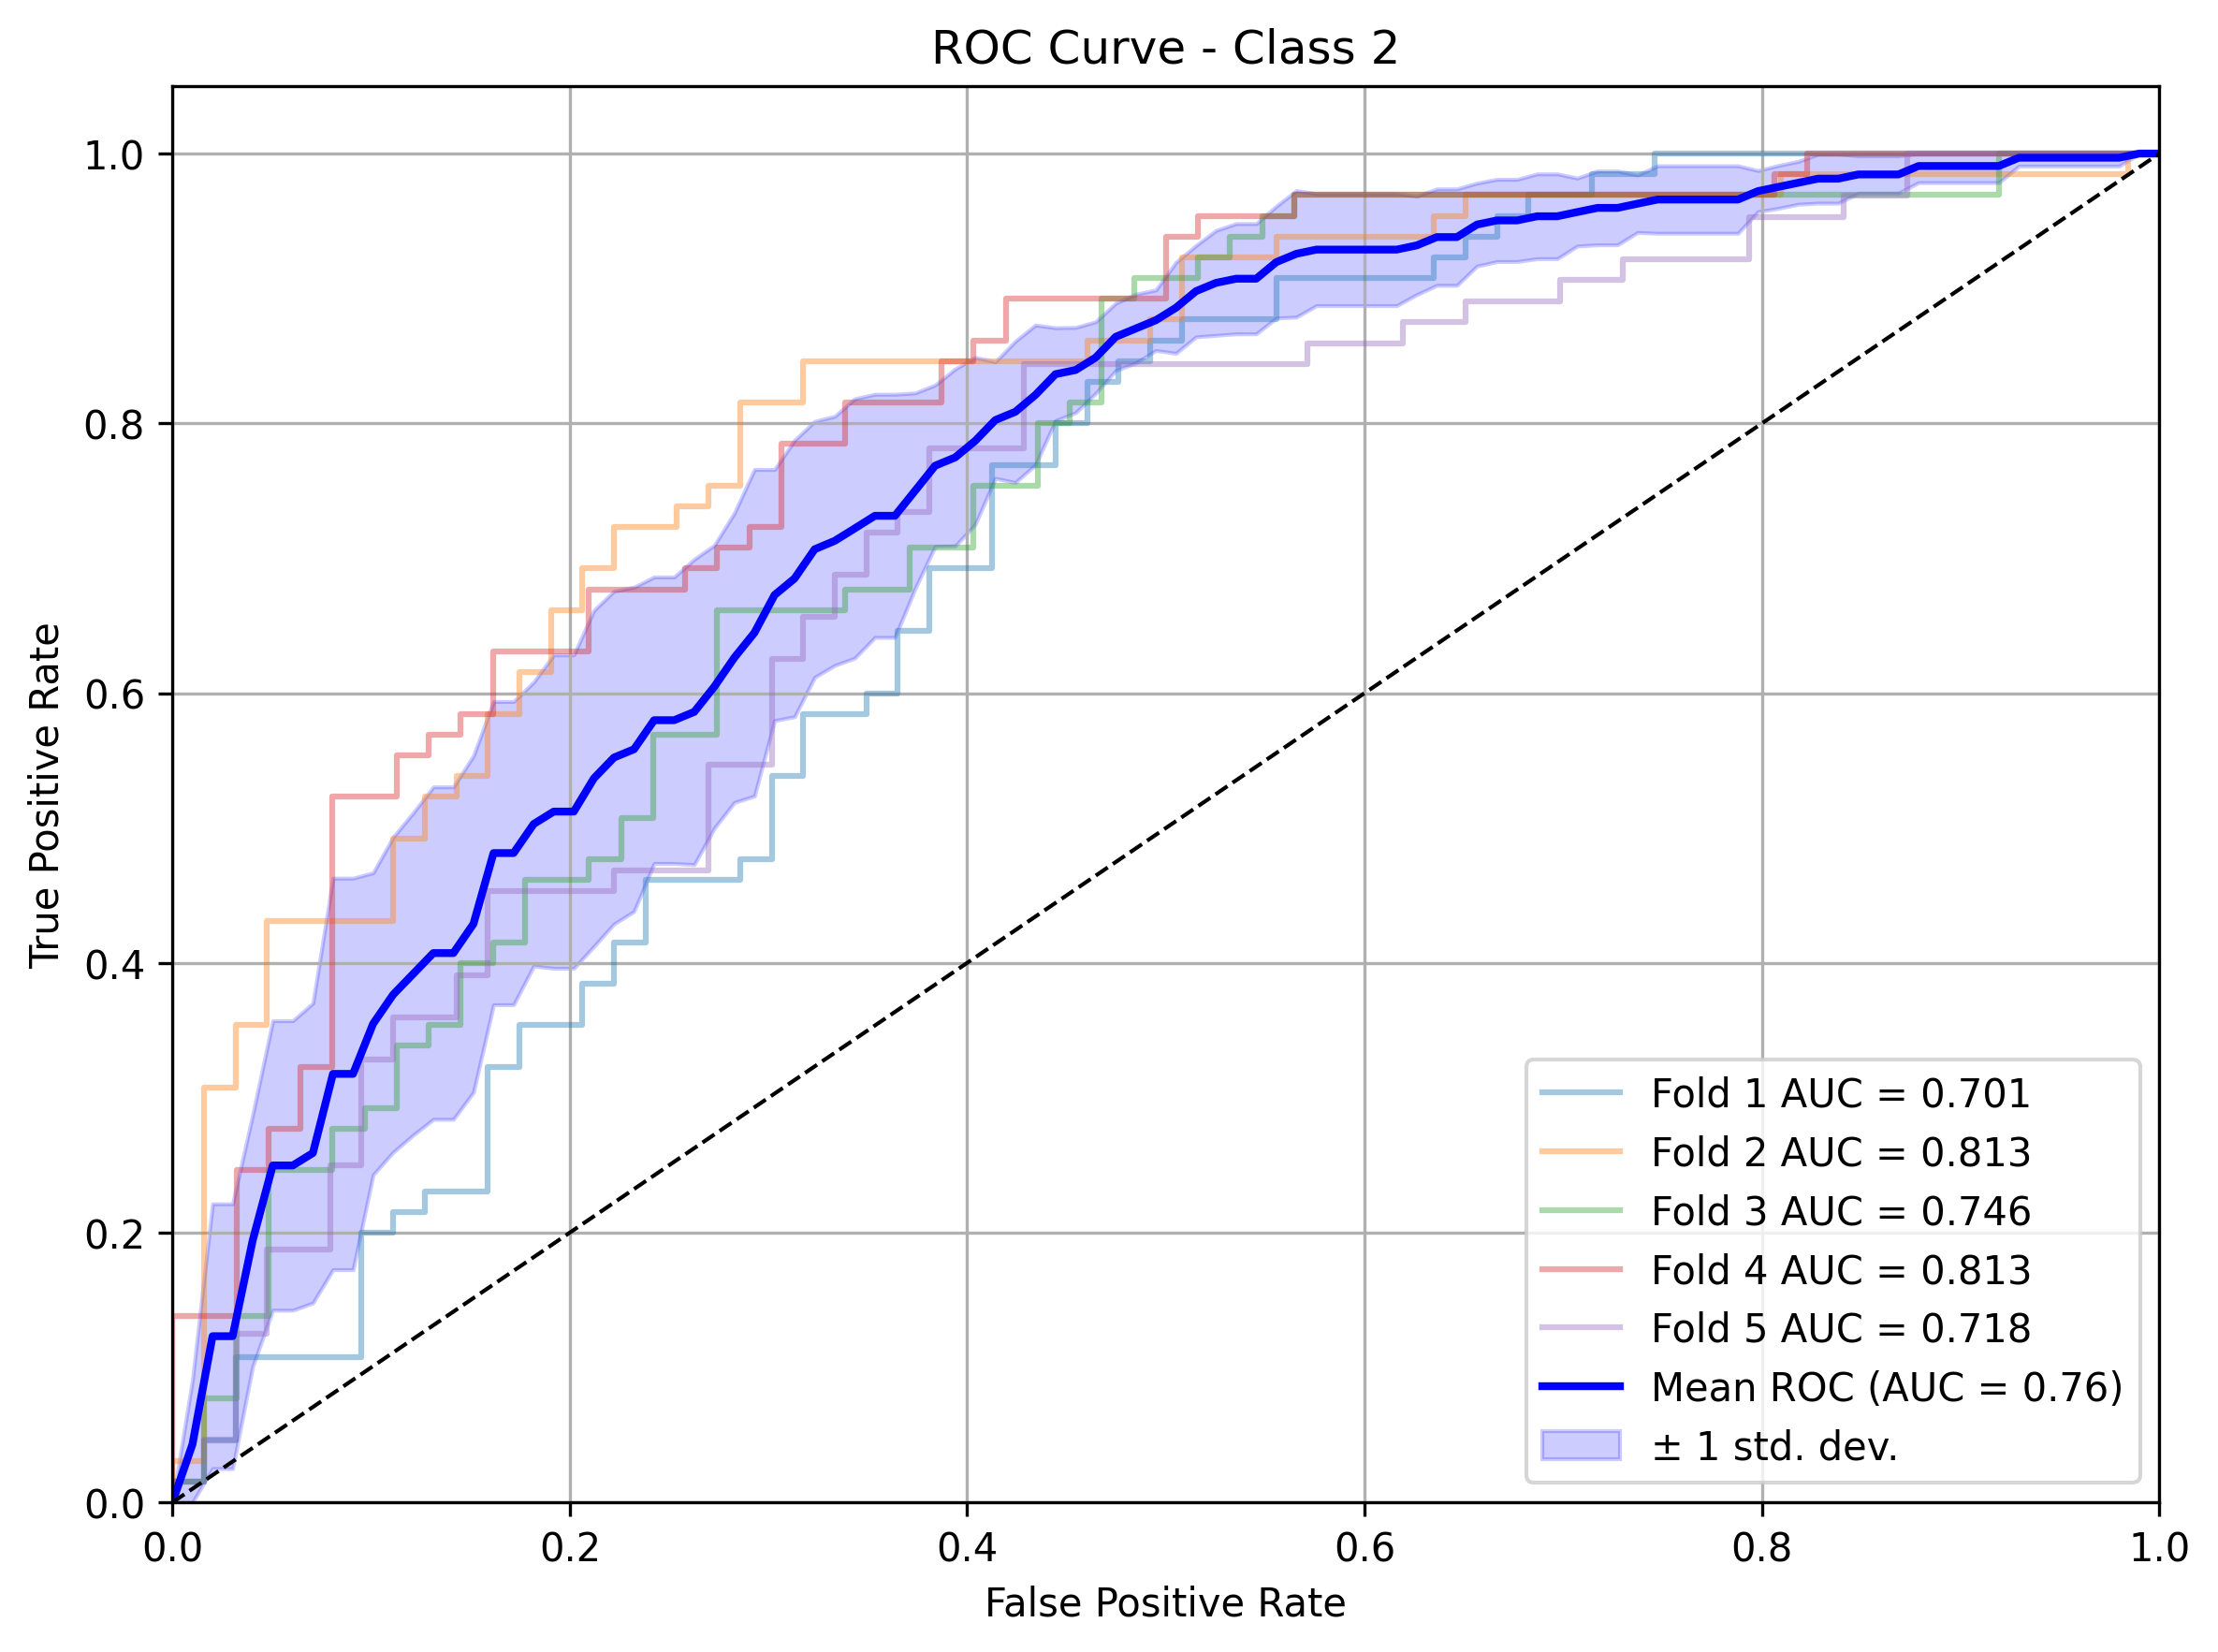 ROC Curve - Class 2
True Positive Rate
1.0
0.8
0.6
0.4
0.2
0.0
0.0 0.2 0.4 0.6 0.8 1.0
False Positive Rate
Fold 1 AUC = 0.701
Fold 2 AUC = 0.813
Fold 3 AUC = 0.746
Fold 4 AUC = 0.813
Fold 5 AUC = 0.718
Mean ROC (AUC = 0.76)
± 1 std. dev.